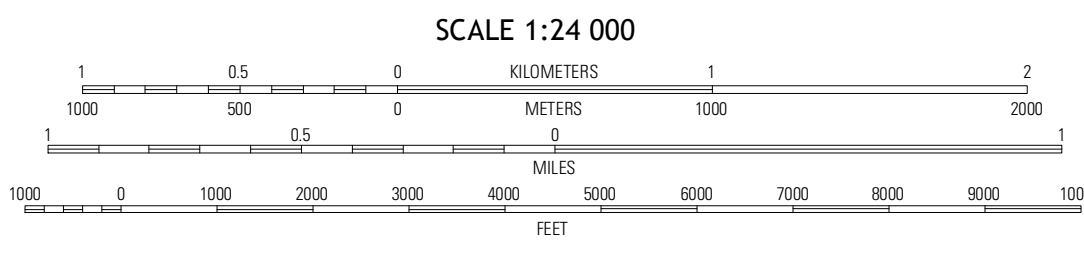 SCALE 1:24 000
1 0.5 0 KILOMETERS 1 2
1000 500 0 METERS 1000 2000
1 0.5 0 1
MILES
1000 0 1000 2000 3000 4000 5000 6000 7000 8000 9000 100
FEET